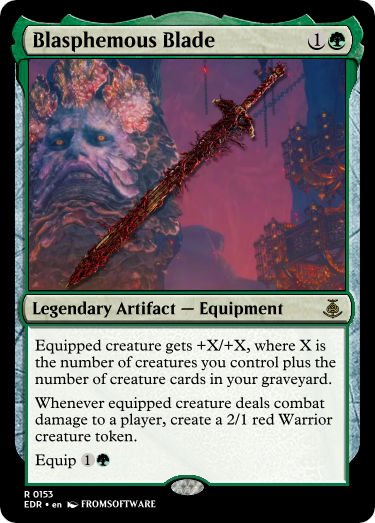 Blasphemous Blade 1
Legendary Artifact — Equipment
Equipped creature gets +X/+X, where X is
the number of creatures you control plus the
number of creature cards in your graveyard.
Whenever equipped creature deals combat
damage to a player, create a 2/1 red Warrior
creature token.
Equip 1
R 0153
EDR • en FROMSOFTWARE